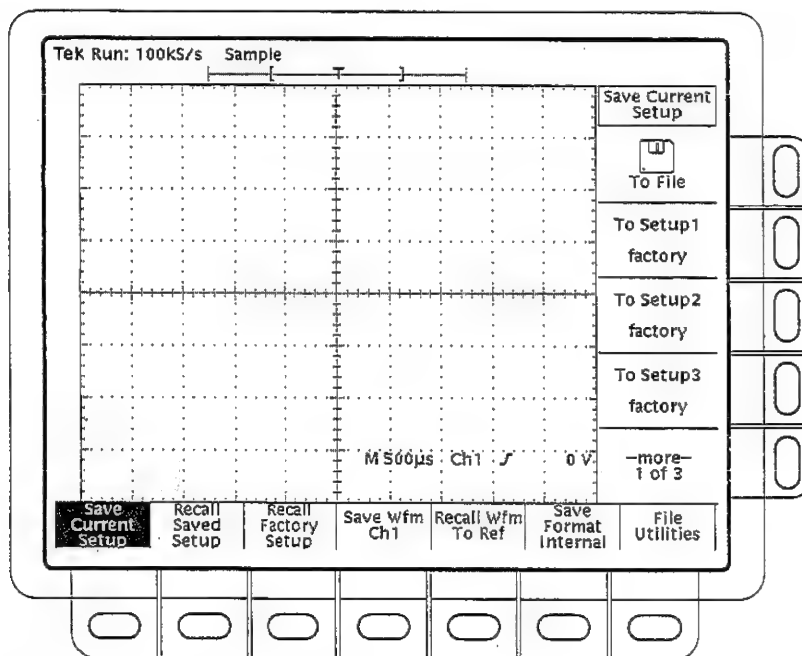 Tek Run: 100kS/s Sample
Save Current
Setup
To File
To Setup1
factory
To Setup2
factory
To Setup3
factory
M 500µs Ch1 0 V
–more–
1 of 3
Save
Current
Setup
Recall
Saved
Setup
Recall
Factory
Setup
Save Wfm
Ch1
Recall Wfm
To Ref
Save
Format
Internal
File
Utilities